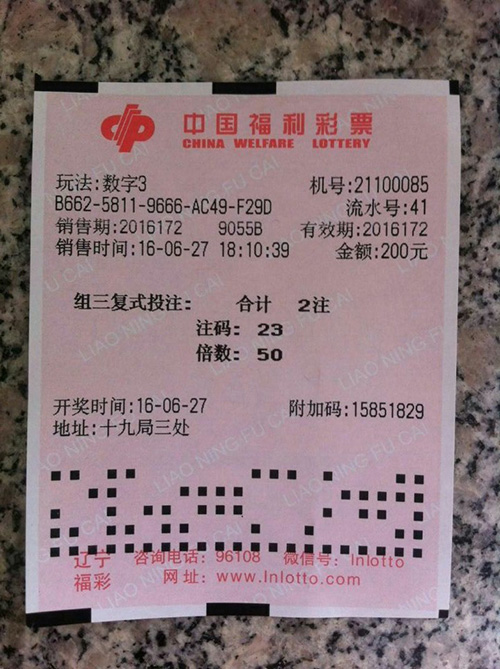 中国福利彩票
CHINA WELFARE LOTTERY
玩法:数字3 机号:21100085
B662-5811-9666-AC49-F29D 流水号:41
销售期:2016172 9055B 有效期:2016172
销售时间:16-06-27 18:10:39 金额:200元
组三复式投注: 合计 2注
注码: 23
倍数: 50
开奖时间:16-06-27 附加码:15851829
地址:十九局三处
辽宁 咨询电话: 96108 微信号: lnlotto
福彩 网址: www.lnlotto.com
LIAO NING FU CAI